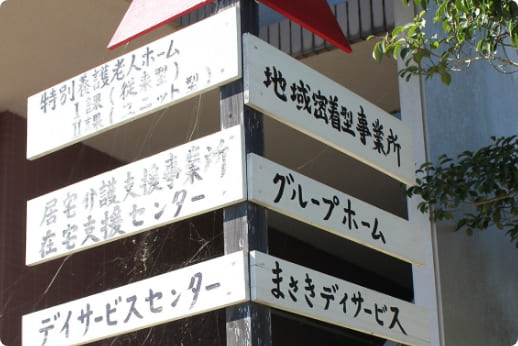 特別養護老人ホーム
Ⅰ課(従来型)
Ⅱ課(ユニット型)
居宅介護支援事業所
在宅支援センター
デイサービスセンター
地域密着型事業所
グループホーム
まさきデイサービス